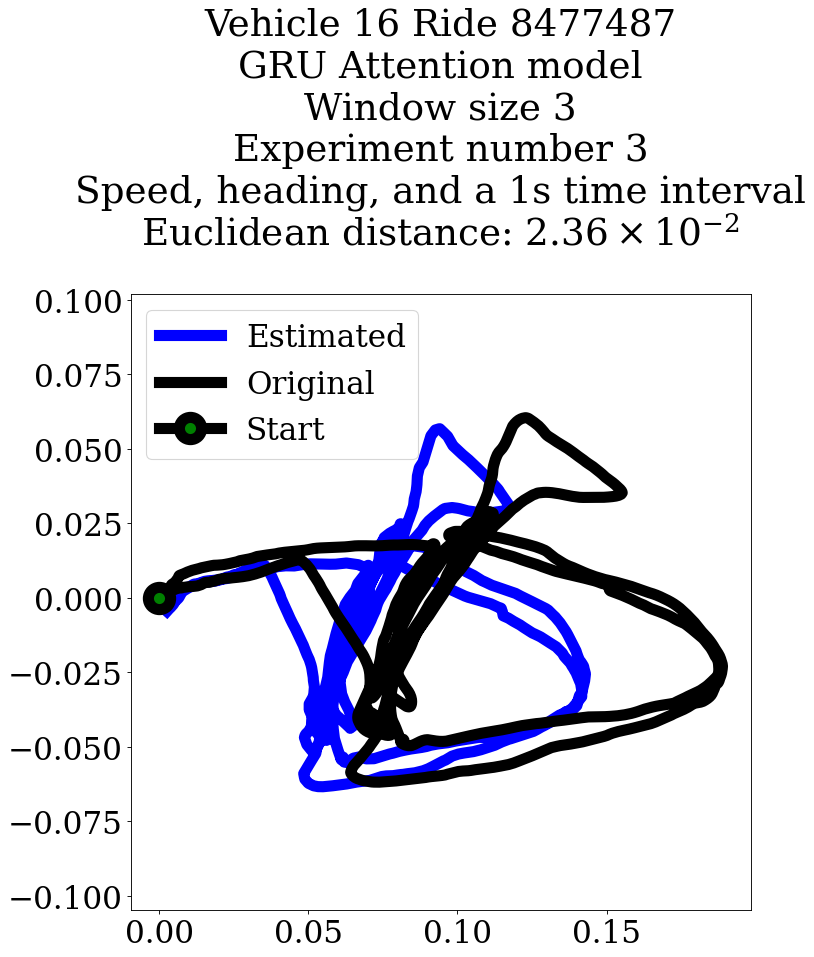 Vehicle 16 Ride 8477487
GRU Attention model
Window size 3
Experiment number 3
Speed, heading, and a 1s time interval
Euclidean distance: 2.36 × 10⁻²
Estimated
Original
Start
0.100
0.075
0.050
0.025
0.000
−0.025
−0.050
−0.075
−0.100
0.00 0.05 0.10 0.15